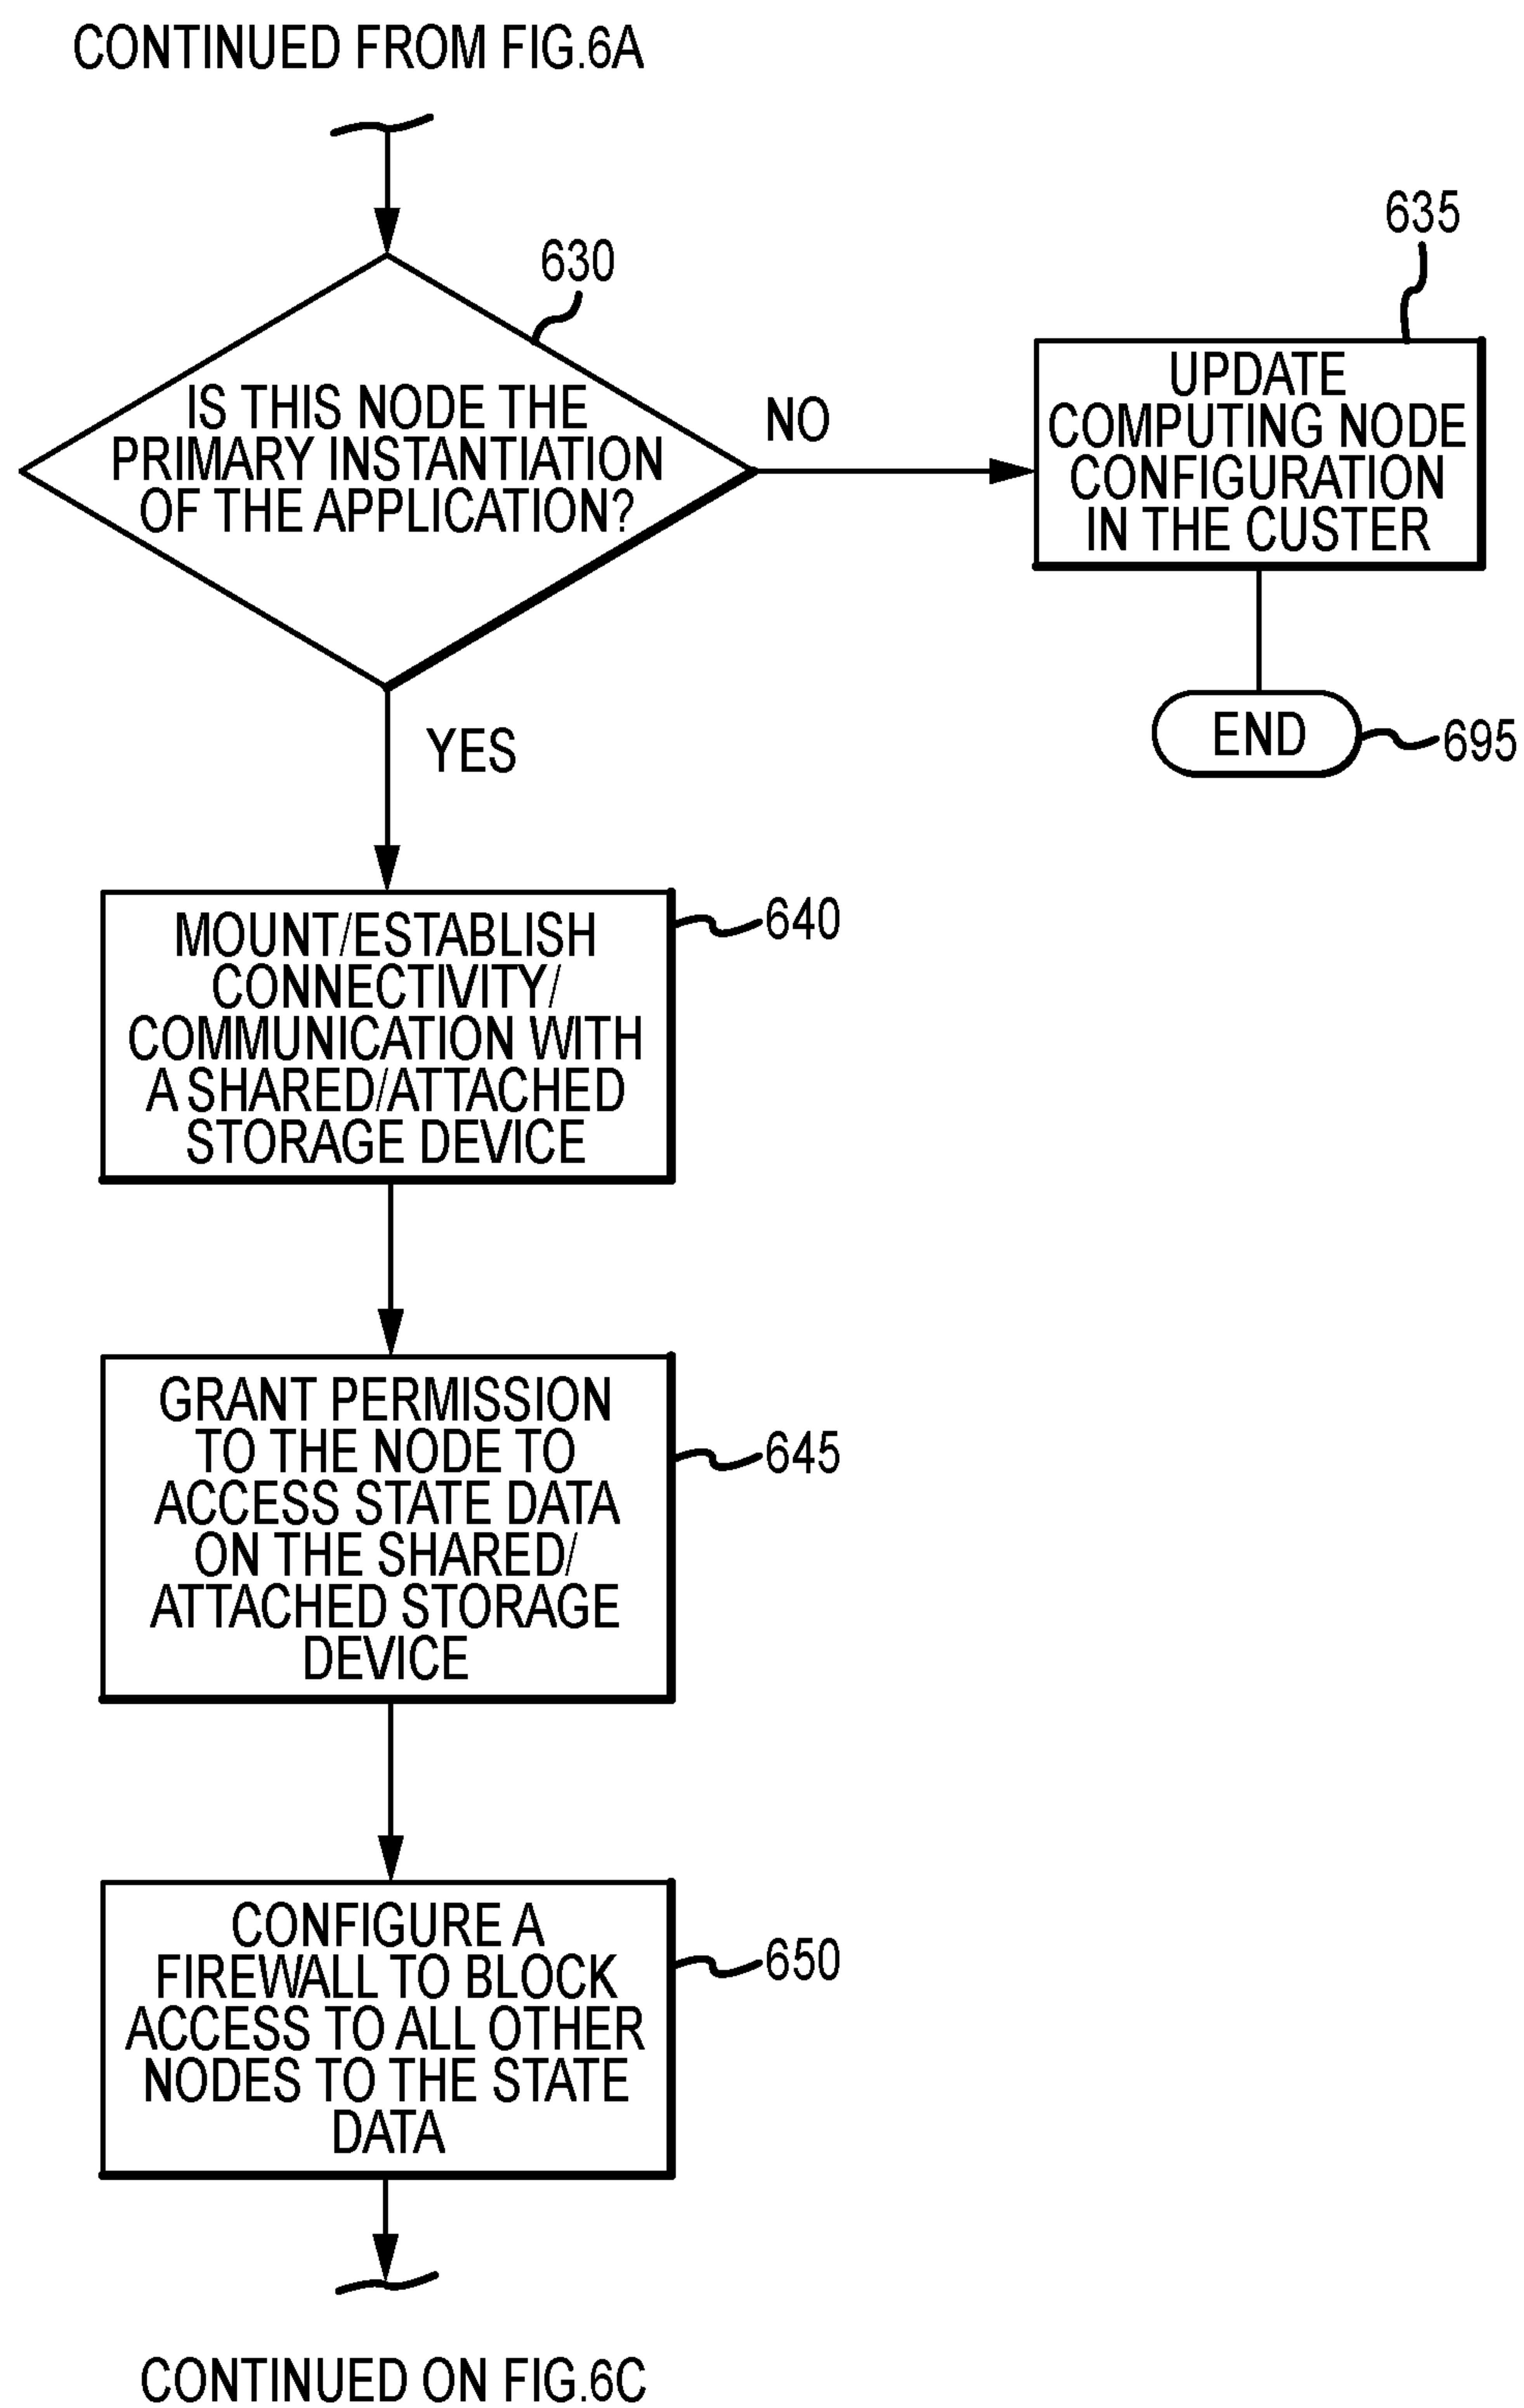 CONTINUED FROM FIG.6A
630
IS THIS NODE THE
PRIMARY INSTANTIATION
OF THE APPLICATION?
NO
635
UPDATE
COMPUTING NODE
CONFIGURATION
IN THE CUSTER
END
695
YES
MOUNT/ESTABLISH
CONNECTIVITY/
COMMUNICATION WITH
A SHARED/ATTACHED
STORAGE DEVICE
640
GRANT PERMISSION
TO THE NODE TO
ACCESS STATE DATA
ON THE SHARED/
ATTACHED STORAGE
DEVICE
645
CONFIGURE A
FIREWALL TO BLOCK
ACCESS TO ALL OTHER
NODES TO THE STATE
DATA
650
CONTINUED ON FIG.6C